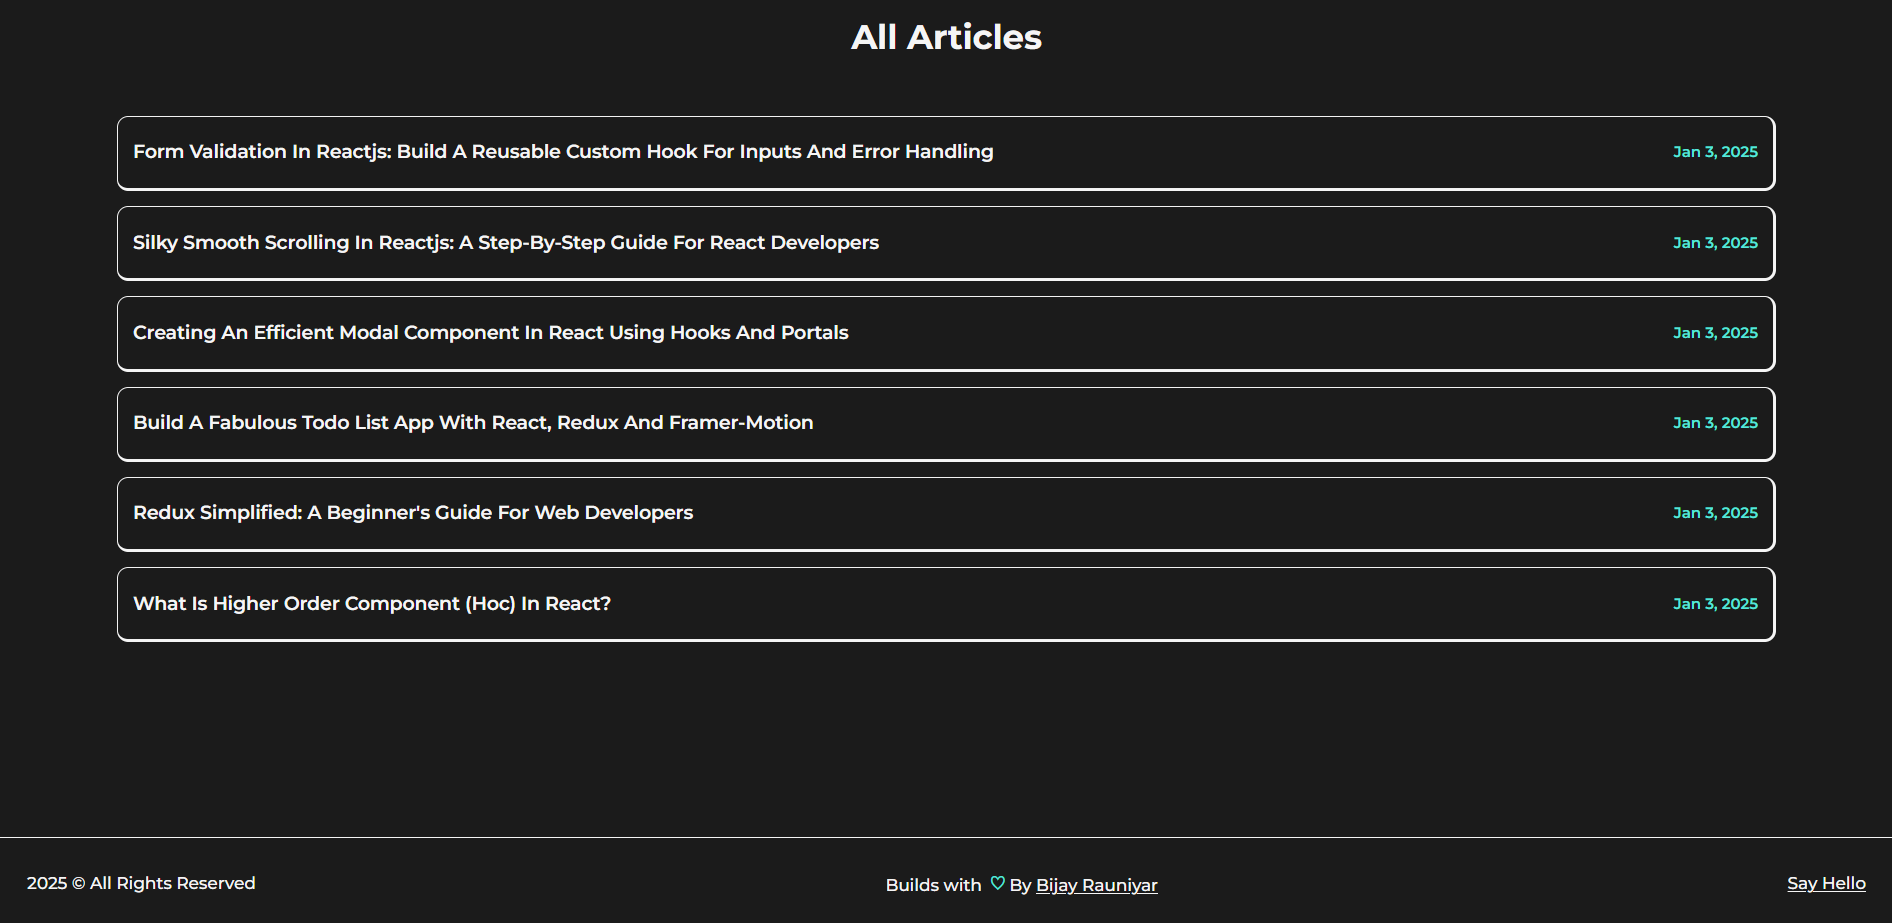 All Articles
Form Validation In Reactjs: Build A Reusable Custom Hook For Inputs And Error Handling Jan 3, 2025
Silky Smooth Scrolling In Reactjs: A Step-By-Step Guide For React Developers Jan 3, 2025
Creating An Efficient Modal Component In React Using Hooks And Portals Jan 3, 2025
Build A Fabulous Todo List App With React, Redux And Framer-Motion Jan 3, 2025
Redux Simplified: A Beginner's Guide For Web Developers Jan 3, 2025
What Is Higher Order Component (Hoc) In React? Jan 3, 2025
2025 © All Rights Reserved Builds with ♡ By Bijay Rauniyar Say Hello